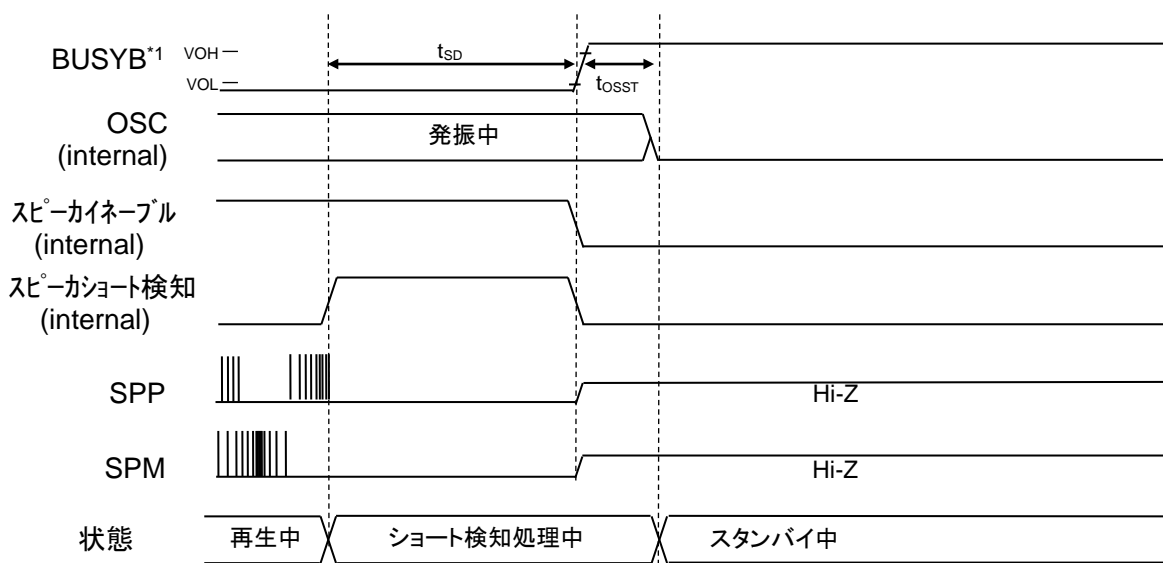 BUSYB*1
VOH
VOL
tSD
tOSST
OSC
(internal)
発振中
スピーカイネーブル
(internal)
スピーカショート検知
(internal)
SPP
Hi-Z
SPM
Hi-Z
状態
再生中
ショート検知処理中
スタンバイ中